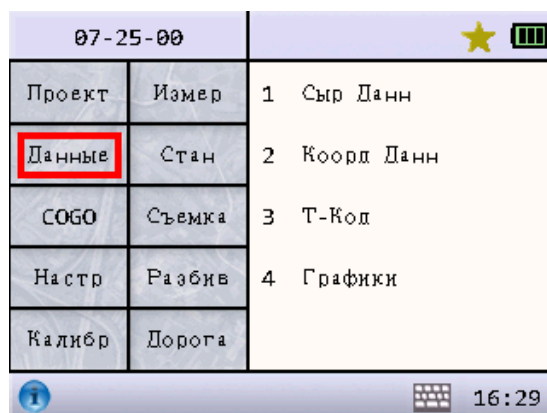 07-25-00
Проект Измер
Данные Стан
COGO Съемка
Настр Разбив
Калибр Дорога
1 Сыр Данн
2 Коорд Данн
3 Т-Код
4 Графики
16:29